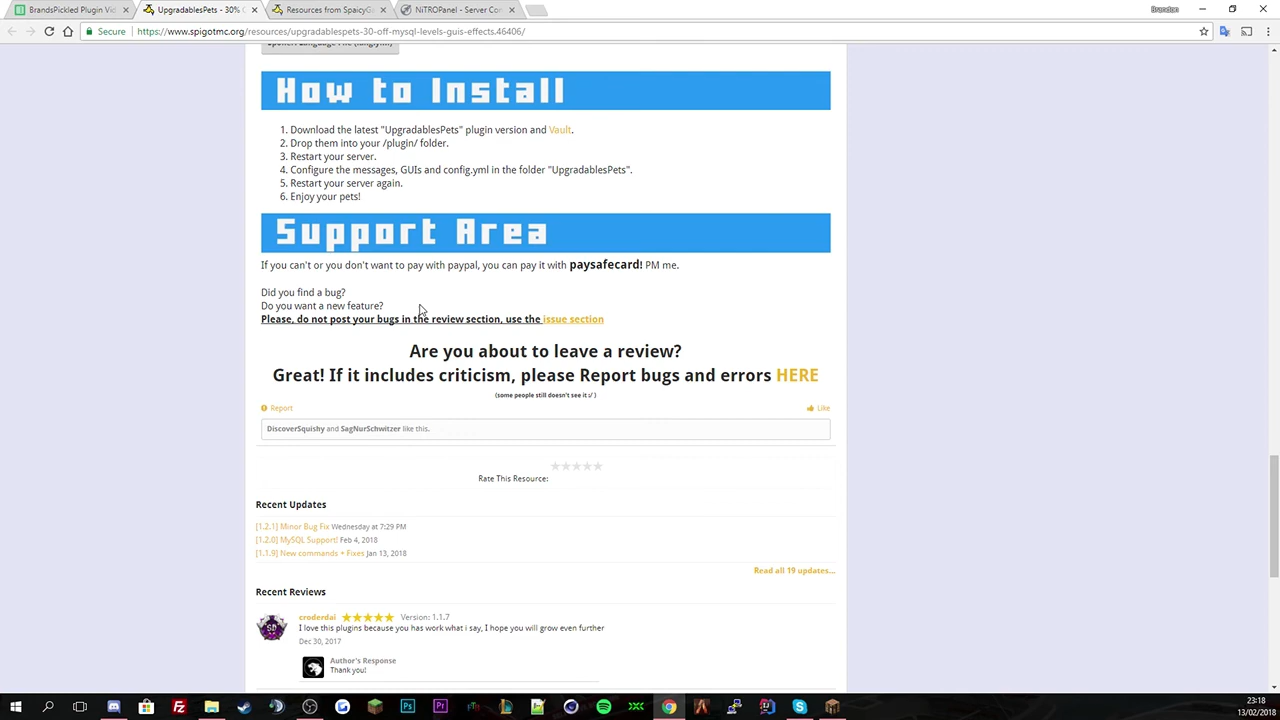 BrandsPickled Plugin Vid
UpgradablesPets - 30% O
Resources from SpaicyGa
NiTROPanel - Server Con
Brandon
Secure
https://www.spigotmc.org/resources/upgradablespets-30-off-mysql-levels-guis-effects.46406/
How to Install
1. Download the latest "UpgradablesPets" plugin version and Vault.
2. Drop them into your /plugin/ folder.
3. Restart your server.
4. Configure the messages, GUIs and config.yml in the folder "UpgradablesPets".
5. Restart your server again.
6. Enjoy your pets!
Support Area
If you can't or you don't want to pay with paypal, you can pay it with paysafecard! PM me.
Did you find a bug?
Do you want a new feature?
Please, do not post your bugs in the review section, use the issue section
Are you about to leave a review?
Great! If it includes criticism, please Report bugs and errors HERE
(some people still doesn't see it :/ )
Report
Like
DiscoverSquishy and SagNurSchwitzer like this.
Rate This Resource:
Recent Updates
[1.2.1] Minor Bug Fix Wednesday at 7:29 PM
[1.2.0] MySQL Support! Feb 4, 2018
[1.1.9] New commands + Fixes Jan 13, 2018
Read all 19 updates...
Recent Reviews
croderdai Version: 1.1.7
I love this plugins because you has work what i say, I hope you will grow even further
Dec 30, 2017
Author's Response
Thank you!
23:18
13/02/2018